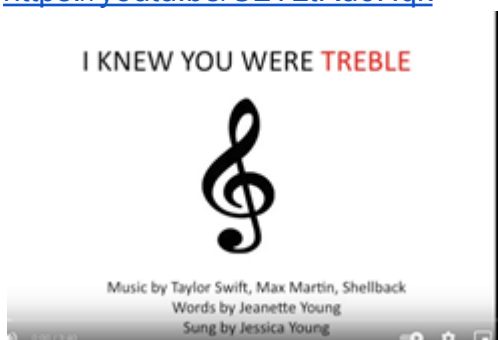 I KNEW YOU WERE TREBLE
Music by Taylor Swift, Max Martin, Shellback
Words by Jeanette Young
Sung by Jessica Young